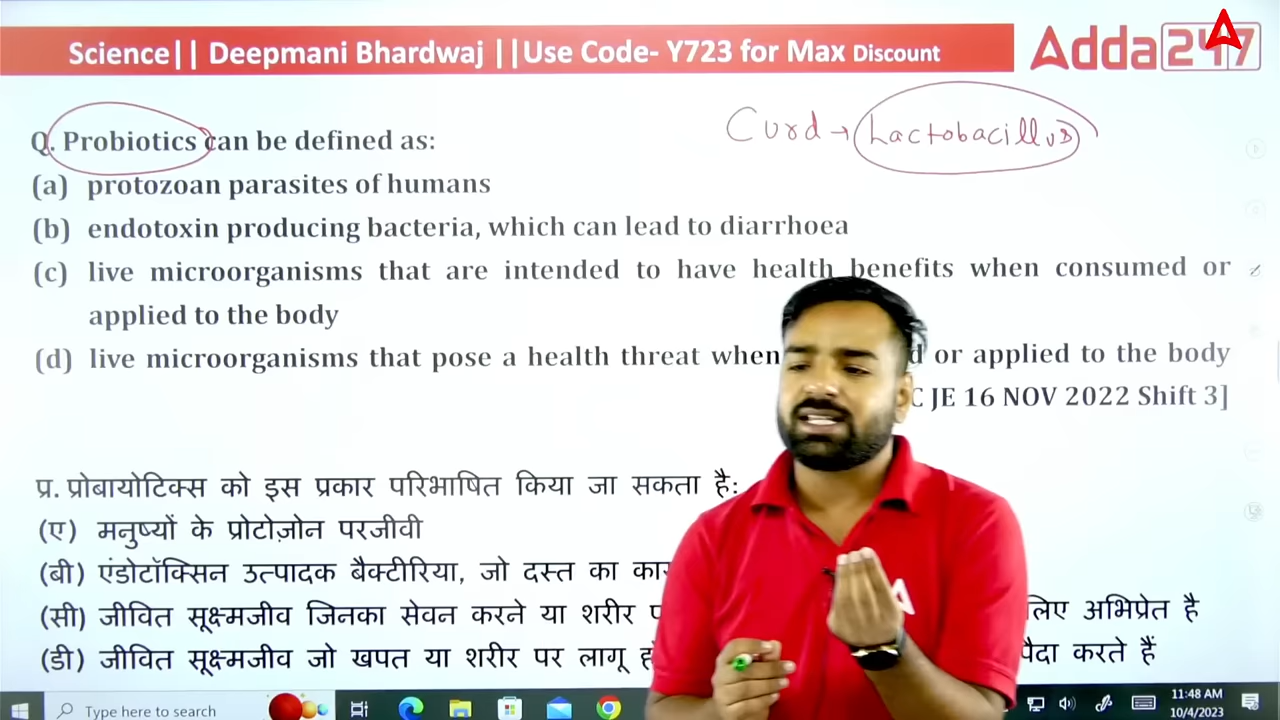 Science|| Deepmani Bhardwaj ||Use Code- Y723 for Max Discount
Adda247
Curd → Lactobacillus
Q. Probiotics can be defined as:
(a) protozoan parasites of humans
(b) endotoxin producing bacteria, which can lead to diarrhoea
(c) live microorganisms that are intended to have health benefits when consumed or
applied to the body
(d) live microorganisms that pose a health threat when d or applied to the body
C JE 16 NOV 2022 Shift 3]
प्र. प्रोबायोटिक्स को इस प्रकार परिभाषित किया जा सकता है:
(ए) मनुष्यों के प्रोटोज़ोन परजीवी
(बी) एंडोटॉक्सिन उत्पादक बैक्टीरिया, जो दस्त का का
(सी) जीवित सूक्ष्मजीव जिनका सेवन करने या शरीर लिए अभिप्रेत है
(डी) जीवित सूक्ष्मजीव जो खपत या शरीर पर लागू पैदा करते हैं
Type here to search
11:48 AM
10/4/2023